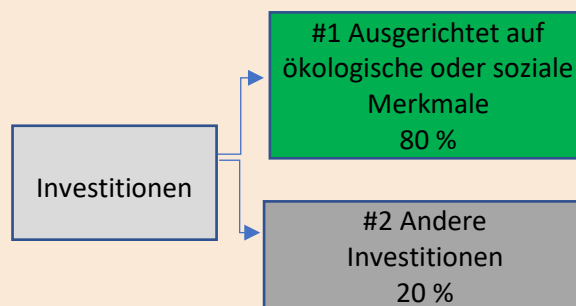 #1 Ausgerichtet auf
ökologische oder soziale
Merkmale
80 %
Investitionen
#2 Andere
Investitionen
20 %